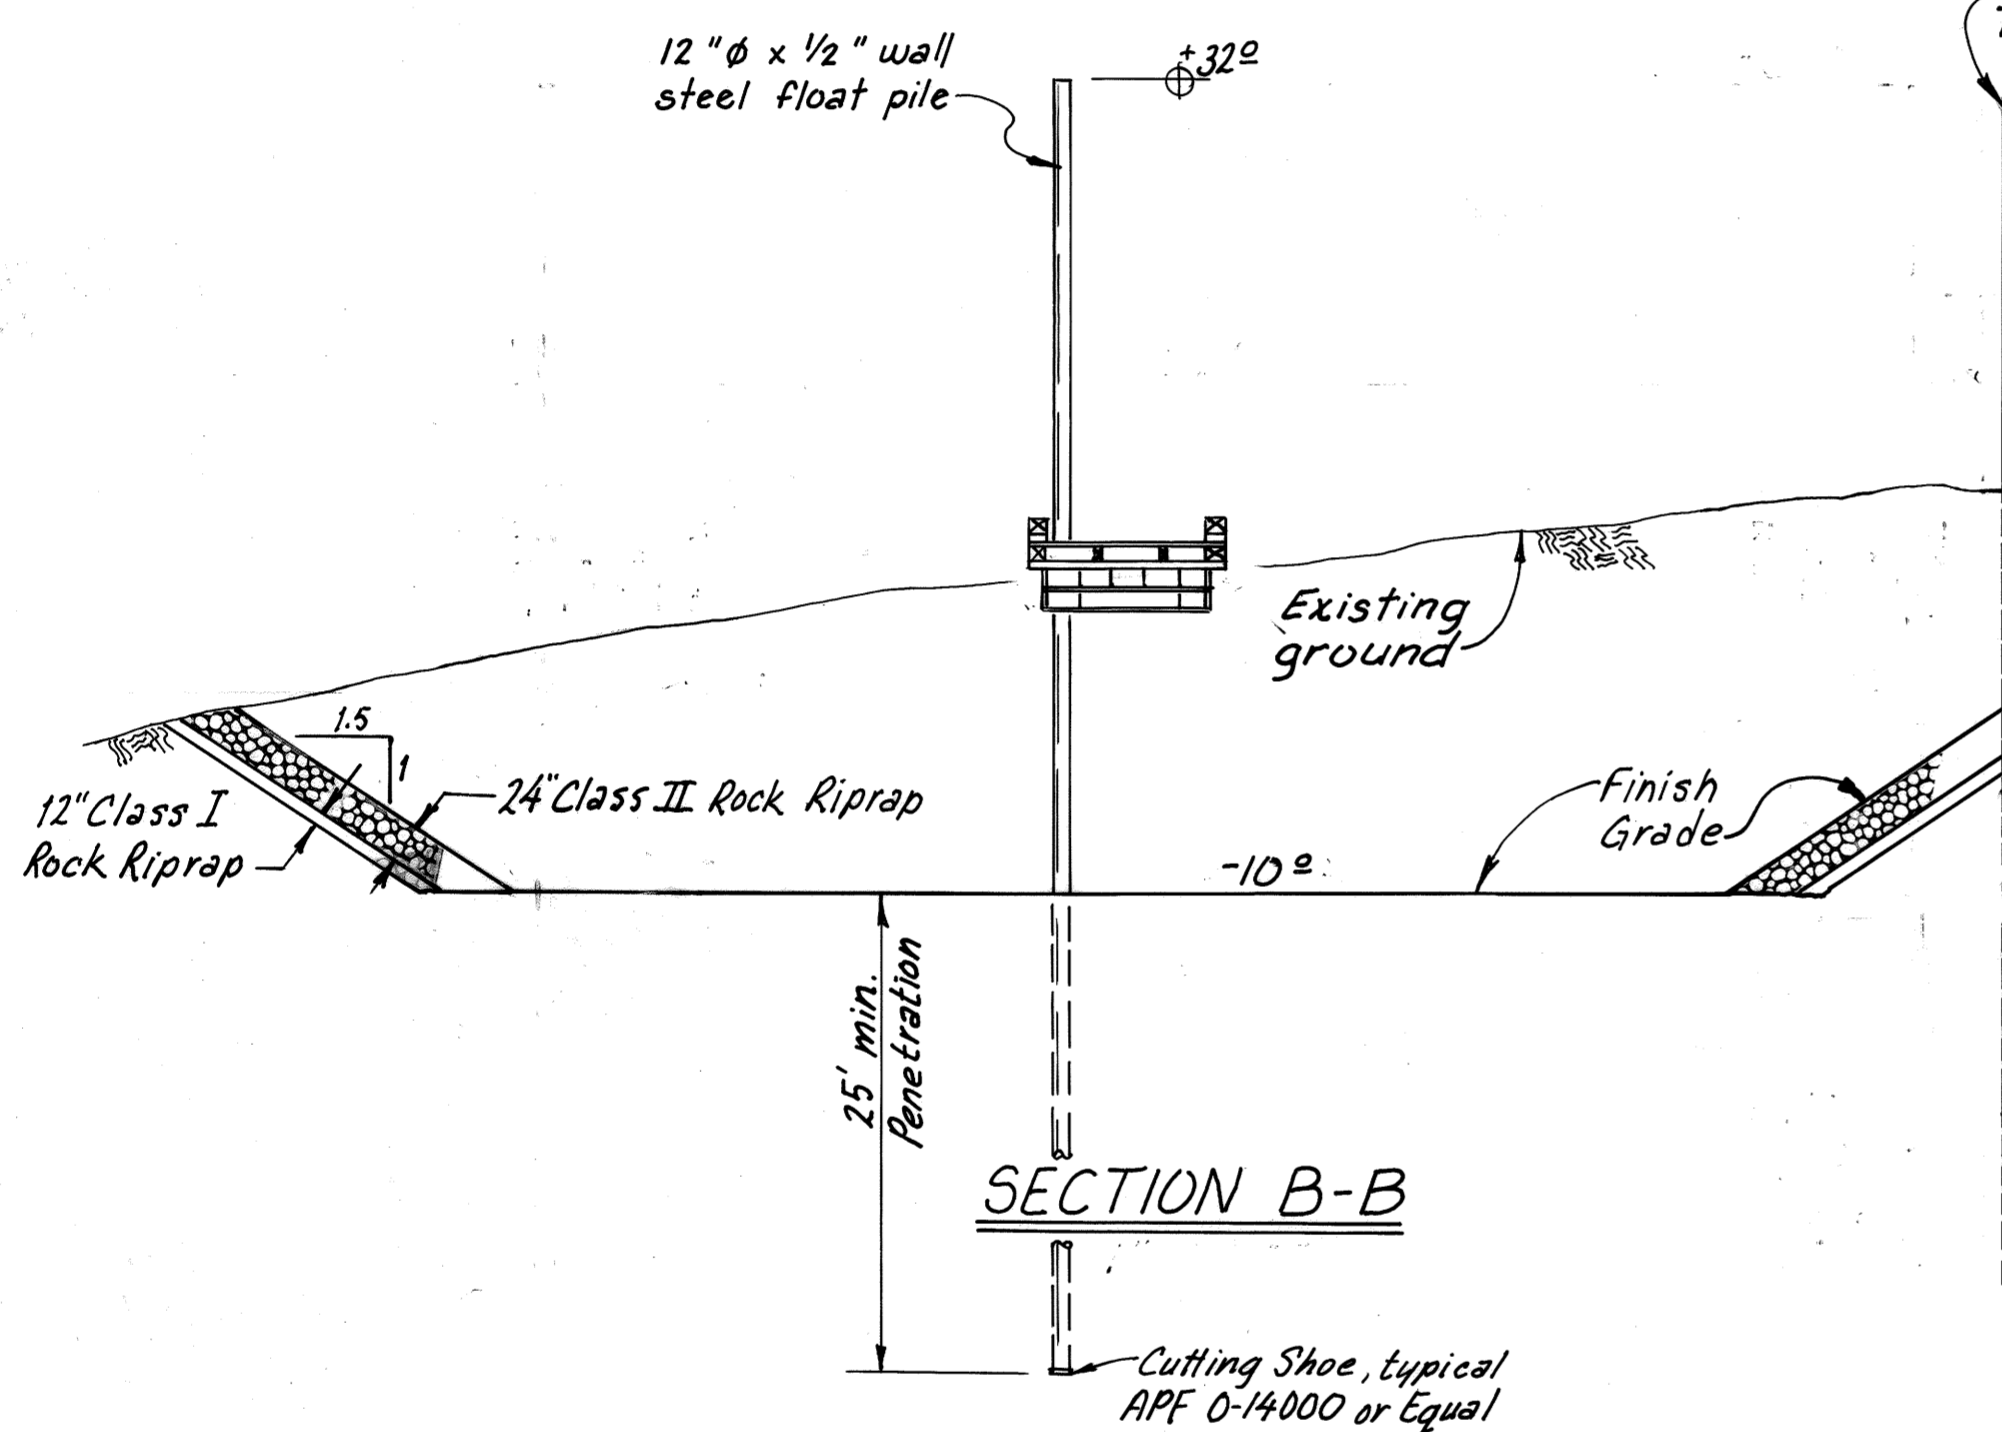 12"ϕ x 1/2" wall
steel float pile
+32º
Existing
ground
1.5
1
24" Class II Rock Riprap
12" Class I
Rock Riprap
Finish
Grade
-10º
25' min.
Penetration
SECTION B-B
Cutting Shoe, typical
APF O-14000 or Equal